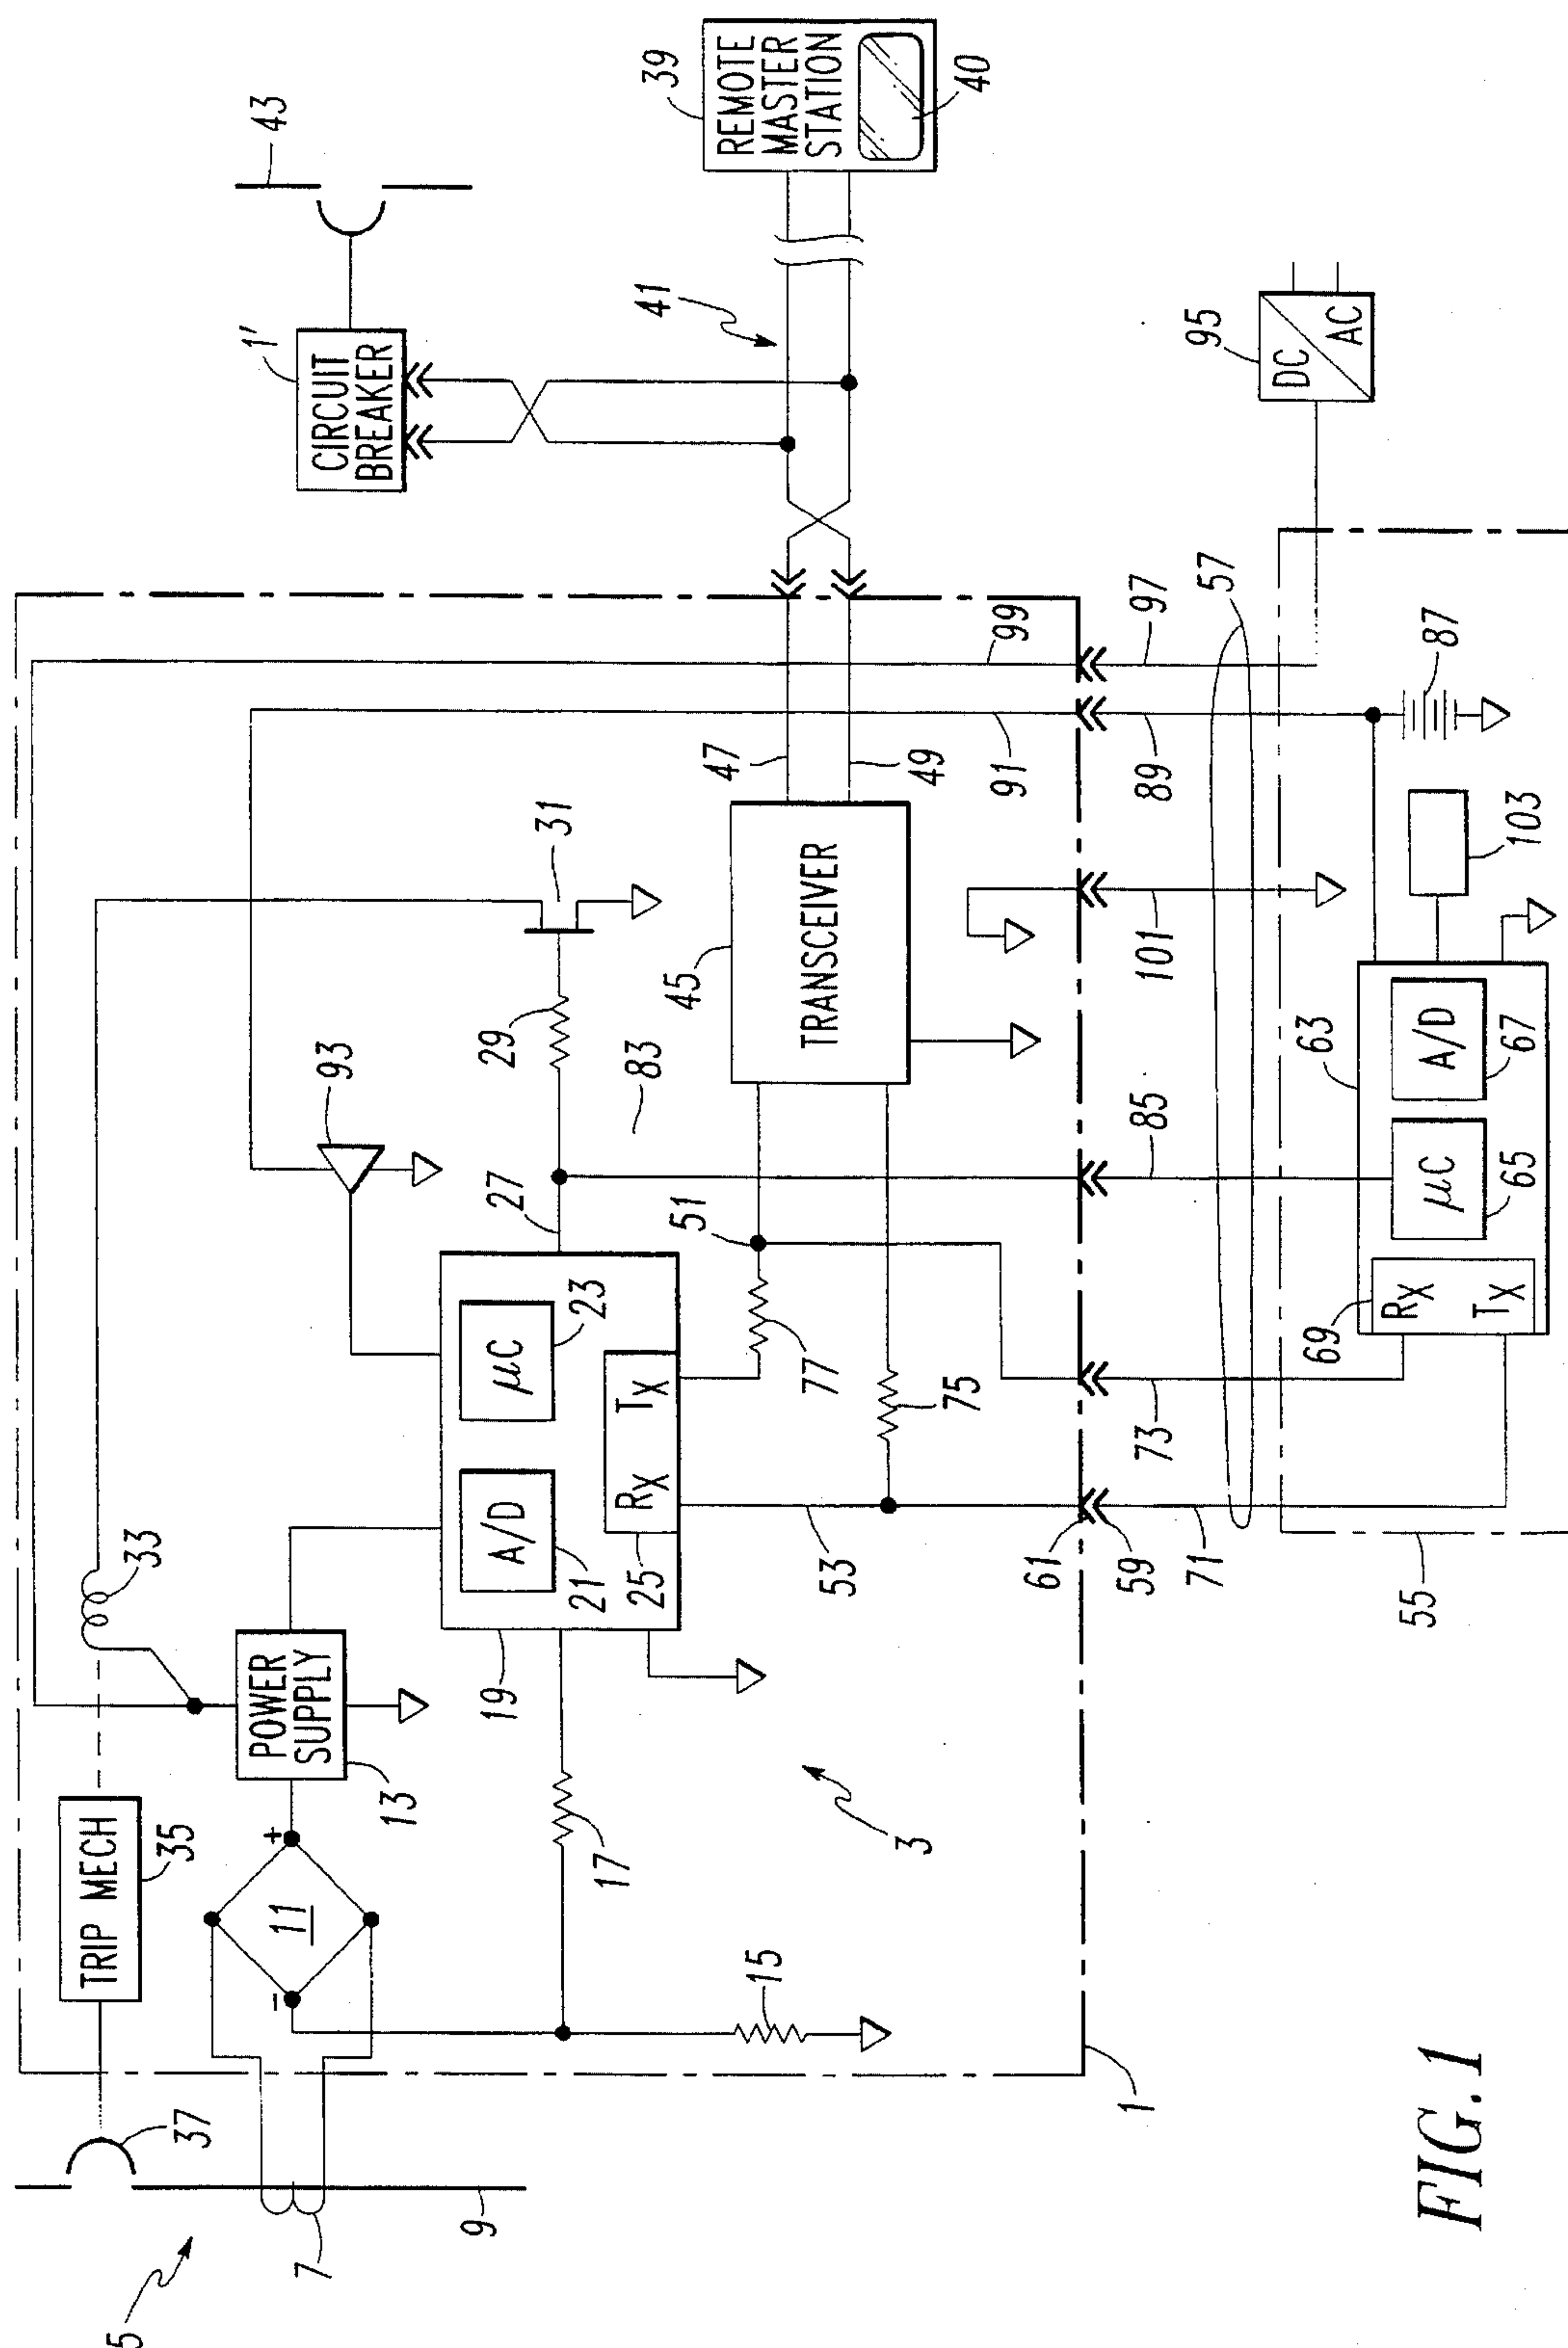 5
37
TRIP MECH
35
33
7
9
11
+
−
13
POWER
SUPPLY
93
43
1'
CIRCUIT
BREAKER
15
17
19
A/D
21
μC
23
25
RX
TX
27
29
31
83
41
39
REMOTE
MASTER
STATION
40
3
53
77
75
51
45
TRANSCEIVER
47
49
1
61
59
71
73
85
101
91
89
99
97
57
95
DC
AC
55
69
RX
TX
63
μC
65
A/D
67
103
87
FIG.1